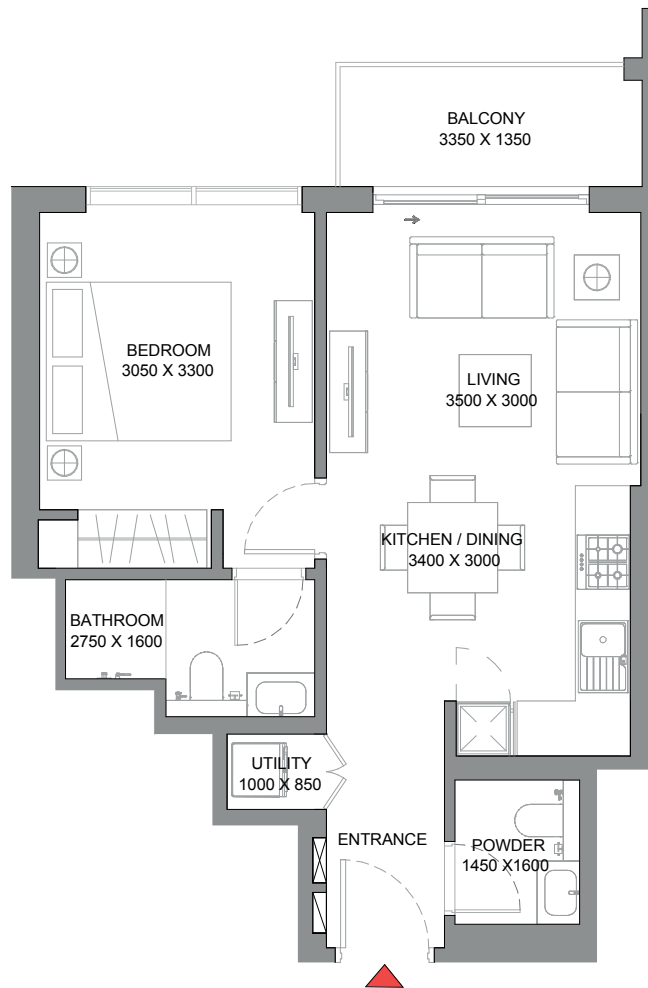 BALCONY
3350 X 1350
BEDROOM
3050 X 3300
LIVING
3500 X 3000
KITCHEN / DINING
3400 X 3000
BATHROOM
2750 X 1600
UTILITY
1000 X 850
ENTRANCE
POWDER
1450 X1600